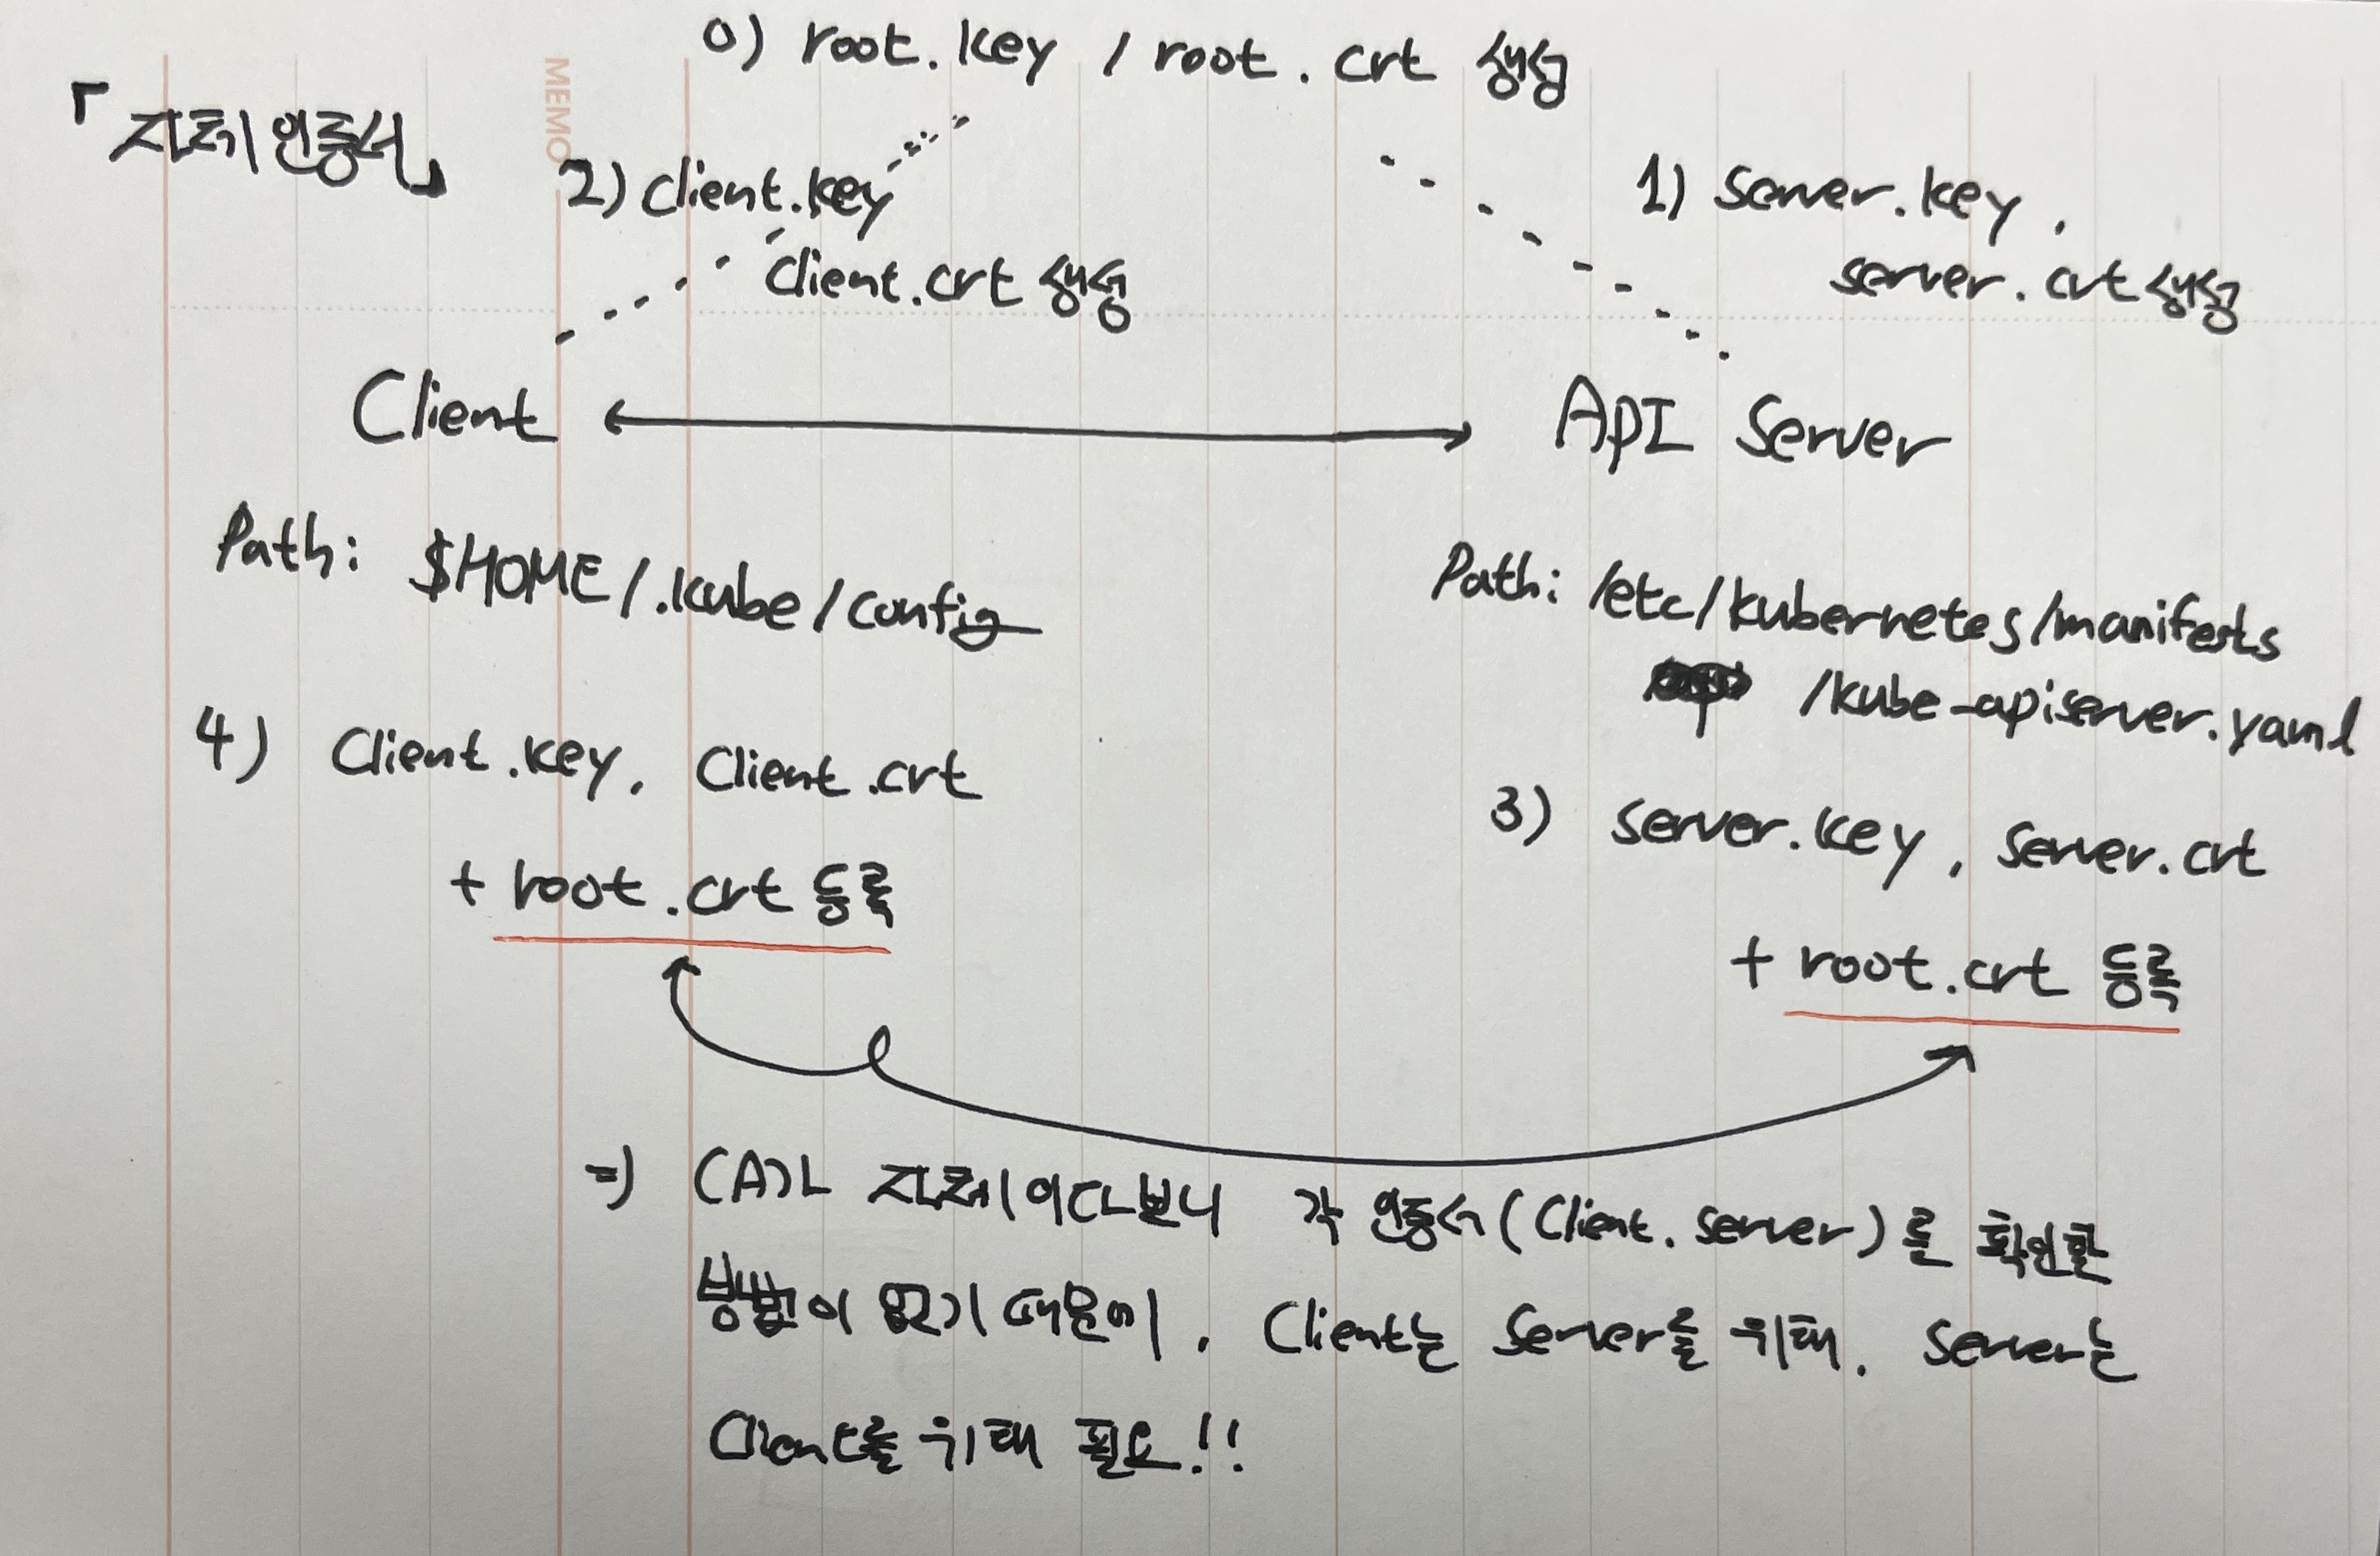 0) root.key / root.crt 생성
「자체 인증서」
MEMO
2) client.key
client.crt 생성
1) server.key,
server.crt 생성
Client
API Server
Path: $HOME/.kube/config
Path: /etc/kubernetes/manifests
/kube-apiserver.yaml
4) Client.key, Client.crt
+ root.crt 등록
3) server.key, server.crt
+ root.crt 등록
=) CA가 자체이다보니 각 인증서(Client, server)를 확인할
방법이 없기 때문에, Client는 Server를 위해, Server는
Client를 위해 필요!!